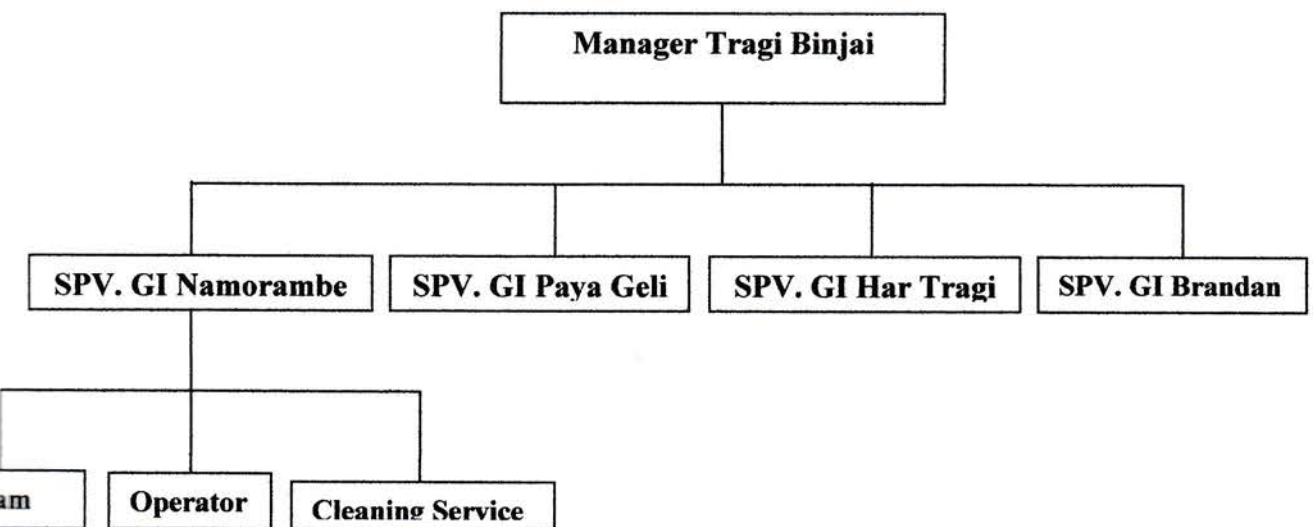 Manager Tragi Binjai
SPV. GI Namorambe
SPV. GI Paya Geli
SPV. GI Har Tragi
SPV. GI Brandan
Operator
Cleaning Service